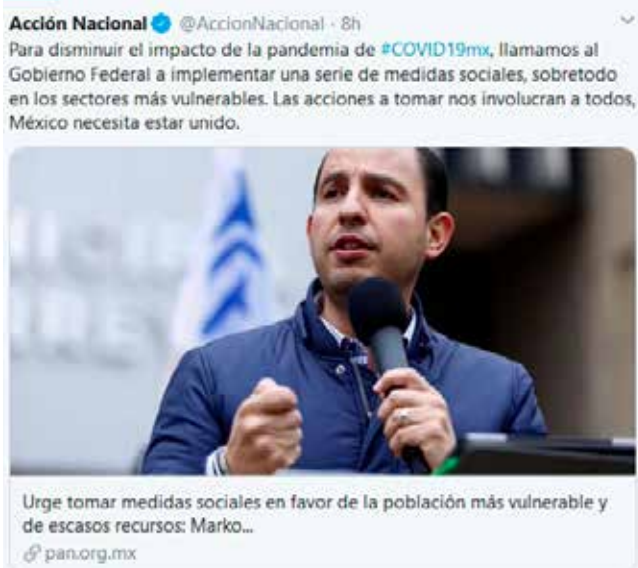 Acción Nacional @AccionNacional · 8h
Para disminuir el impacto de la pandemia de #COVID19mx, llamamos al
Gobierno Federal a implementar una serie de medidas sociales, sobretodo
en los sectores más vulnerables. Las acciones a tomar nos involucran a todos,
México necesita estar unido.
Urge tomar medidas sociales en favor de la población más vulnerable y
de escasos recursos: Marko...
pan.org.mx